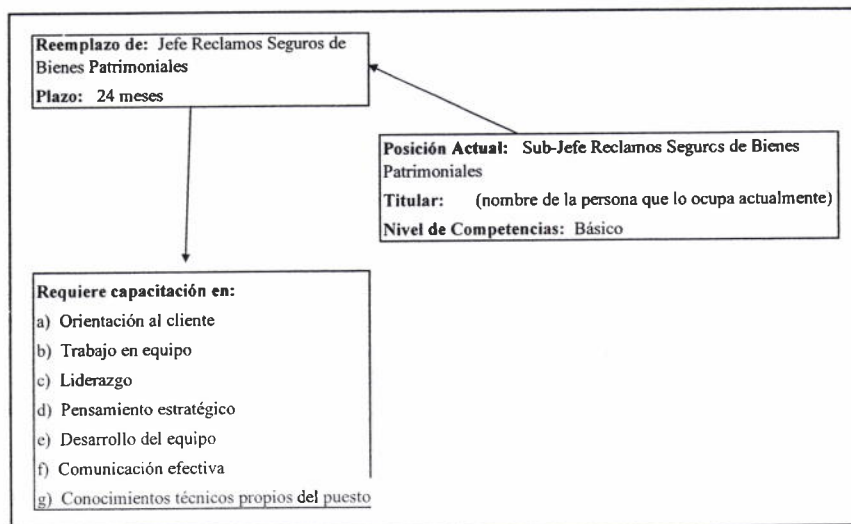 Reemplazo de: Jefe Reclamos Seguros de
Bienes Patrimoniales
Plazo: 24 meses
Posición Actual: Sub-Jefe Reclamos Seguros de Bienes
Patrimoniales
Titular: (nombre de la persona que lo ocupa actualmente)
Nivel de Competencias: Básico
Requiere capacitación en:
a) Orientación al cliente
b) Trabajo en equipo
c) Liderazgo
d) Pensamiento estratégico
e) Desarrollo del equipo
f) Comunicación efectiva
g) Conocimientos técnicos propios del puesto